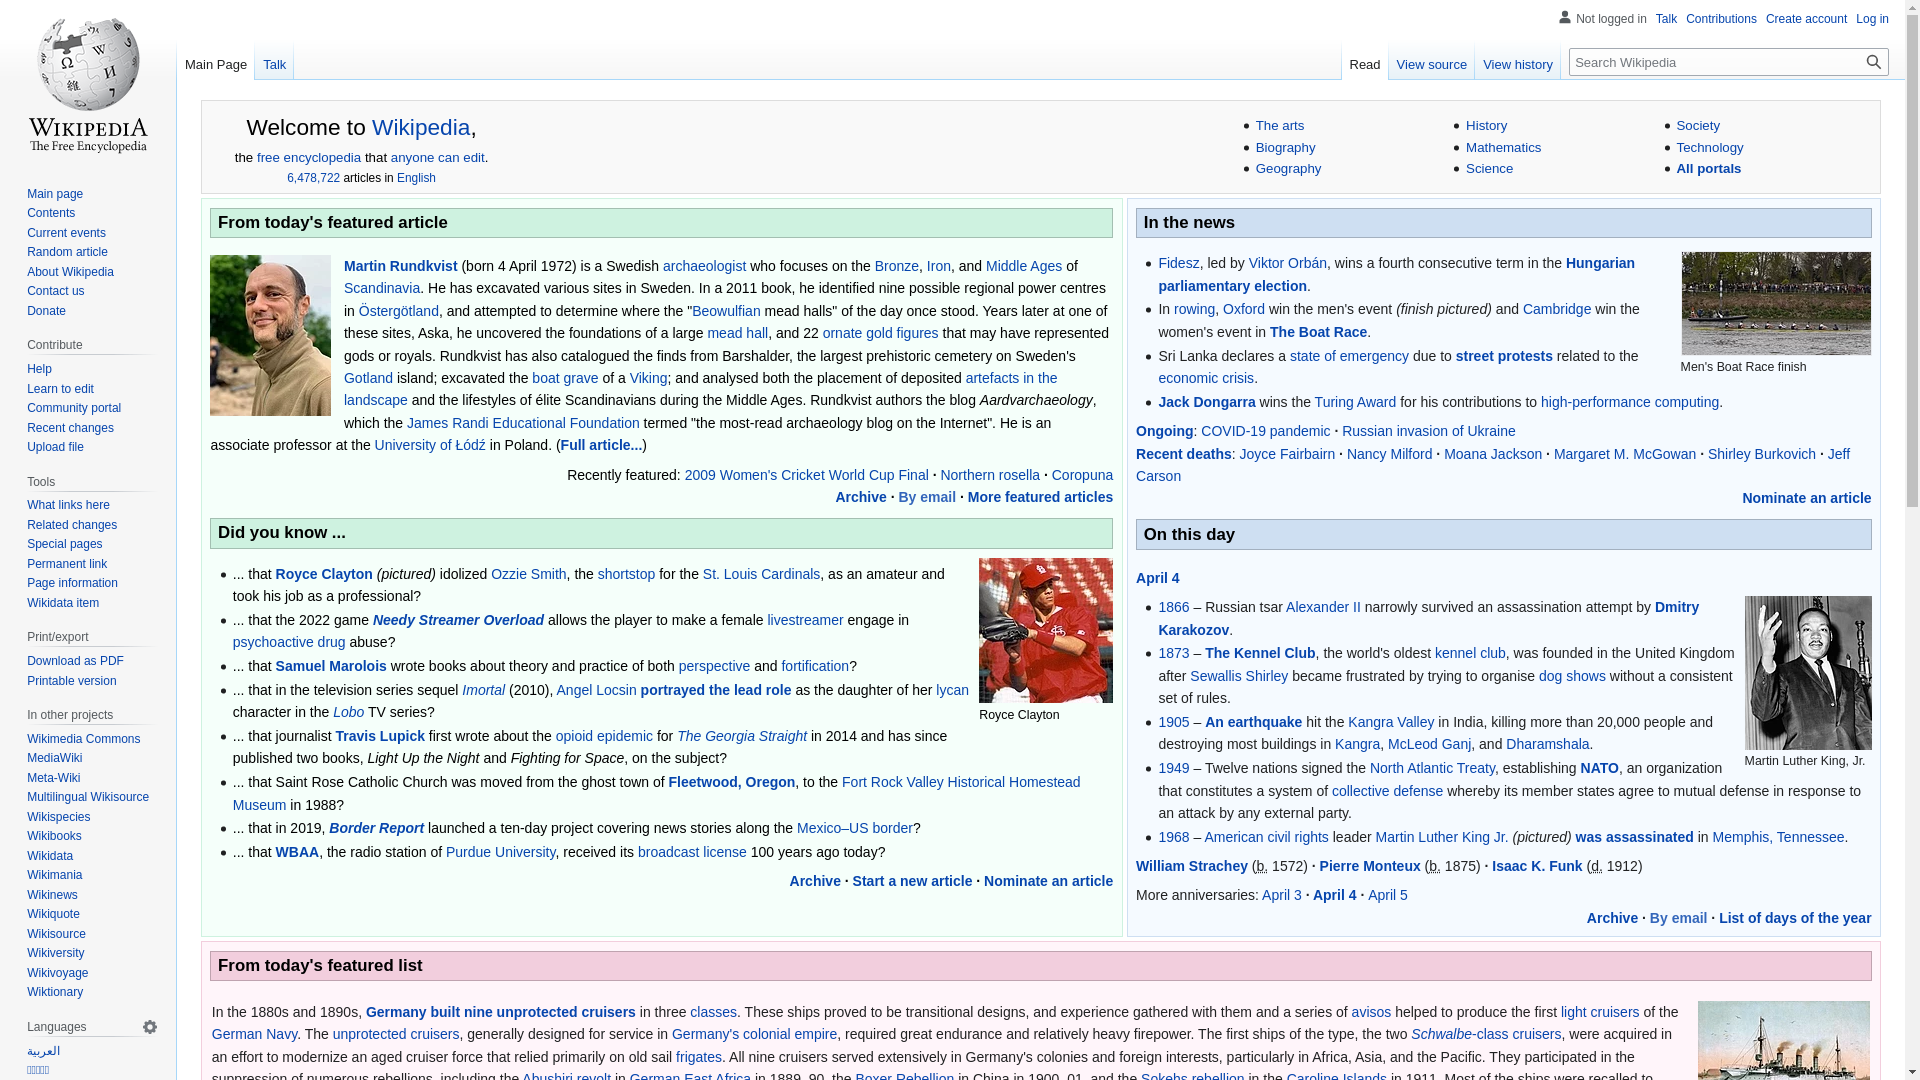 Not logged in Talk Contributions Create account Log in
Main Page Talk
Read View source View history Search Wikipedia
WIKIPEDIA
The Free Encyclopedia
Main page
Contents
Current events
Random article
About Wikipedia
Contact us
Donate
Contribute
Help
Learn to edit
Community portal
Recent changes
Upload file
Tools
What links here
Related changes
Special pages
Permanent link
Page information
Wikidata item
Print/export
Download as PDF
Printable version
In other projects
Wikimedia Commons
MediaWiki
Meta-Wiki
Multilingual Wikisource
Wikispecies
Wikibooks
Wikidata
Wikimania
Wikinews
Wikiquote
Wikisource
Wikiversity
Wikivoyage
Wiktionary
Languages
العربية
Welcome to Wikipedia,
the free encyclopedia that anyone can edit.
6,478,722 articles in English
The arts
Biography
Geography
History
Mathematics
Science
Society
Technology
All portals
From today's featured article
Martin Rundkvist (born 4 April 1972) is a Swedish archaeologist who focuses on the Bronze, Iron, and Middle Ages of
Scandinavia. He has excavated various sites in Sweden. In a 2011 book, he identified nine possible regional power centres
in Östergötland, and attempted to determine where the "Beowulfian mead halls" of the day once stood. Years later at one of
these sites, Aska, he uncovered the foundations of a large mead hall, and 22 ornate gold figures that may have represented
gods or royals. Rundkvist has also catalogued the finds from Barshalder, the largest prehistoric cemetery on Sweden's
Gotland island; excavated the boat grave of a Viking; and analysed both the placement of deposited artefacts in the
landscape and the lifestyles of élite Scandinavians during the Middle Ages. Rundkvist authors the blog Aardvarchaeology,
which the James Randi Educational Foundation termed "the most-read archaeology blog on the Internet". He is an
associate professor at the University of Łódź in Poland. (Full article...)
Recently featured: 2009 Women's Cricket World Cup Final · Northern rosella · Coropuna
Archive · By email · More featured articles
Did you know ...
... that Royce Clayton (pictured) idolized Ozzie Smith, the shortstop for the St. Louis Cardinals, as an amateur and
took his job as a professional?
... that the 2022 game Needy Streamer Overload allows the player to make a female livestreamer engage in
psychoactive drug abuse?
... that Samuel Marolois wrote books about theory and practice of both perspective and fortification?
... that in the television series sequel Imortal (2010), Angel Locsin portrayed the lead role as the daughter of her lycan
character in the Lobo TV series?
... that journalist Travis Lupick first wrote about the opioid epidemic for The Georgia Straight in 2014 and has since
published two books, Light Up the Night and Fighting for Space, on the subject?
... that Saint Rose Catholic Church was moved from the ghost town of Fleetwood, Oregon, to the Fort Rock Valley Historical Homestead
Museum in 1988?
... that in 2019, Border Report launched a ten-day project covering news stories along the Mexico–US border?
... that WBAA, the radio station of Purdue University, received its broadcast license 100 years ago today?
Royce Clayton
Archive · Start a new article · Nominate an article
In the news
Fidesz, led by Viktor Orbán, wins a fourth consecutive term in the Hungarian
parliamentary election.
In rowing, Oxford win the men's event (finish pictured) and Cambridge win the
women's event in The Boat Race.
Sri Lanka declares a state of emergency due to street protests related to the
economic crisis.
Jack Dongarra wins the Turing Award for his contributions to high-performance computing.
Men's Boat Race finish
Ongoing: COVID-19 pandemic · Russian invasion of Ukraine
Recent deaths: Joyce Fairbairn · Nancy Milford · Moana Jackson · Margaret M. McGowan · Shirley Burkovich · Jeff
Carson
Nominate an article
On this day
April 4
1866 – Russian tsar Alexander II narrowly survived an assassination attempt by Dmitry
Karakozov.
1873 – The Kennel Club, the world's oldest kennel club, was founded in the United Kingdom
after Sewallis Shirley became frustrated by trying to organise dog shows without a consistent
set of rules.
1905 – An earthquake hit the Kangra Valley in India, killing more than 20,000 people and
destroying most buildings in Kangra, McLeod Ganj, and Dharamshala.
1949 – Twelve nations signed the North Atlantic Treaty, establishing NATO, an organization
that constitutes a system of collective defense whereby its member states agree to mutual defense in response to
an attack by any external party.
1968 – American civil rights leader Martin Luther King Jr. (pictured) was assassinated in Memphis, Tennessee.
Martin Luther King, Jr.
William Strachey (b. 1572) · Pierre Monteux (b. 1875) · Isaac K. Funk (d. 1912)
More anniversaries: April 3 · April 4 · April 5
Archive · By email · List of days of the year
From today's featured list
In the 1880s and 1890s, Germany built nine unprotected cruisers in three classes. These ships proved to be transitional designs, and experience gathered with them and a series of avisos helped to produce the first light cruisers of the
German Navy. The unprotected cruisers, generally designed for service in Germany's colonial empire, required great endurance and relatively heavy firepower. The first ships of the type, the two Schwalbe-class cruisers, were acquired in
an effort to modernize an aged cruiser force that relied primarily on old sail frigates. All nine cruisers served extensively in Germany's colonies and foreign interests, particularly in Africa, Asia, and the Pacific. They participated in the
suppression of numerous rebellions, including the Abushiri revolt in German East Africa in 1889–90, the Boxer Rebellion in China in 1900–01, and the Sokehs rebellion in the Caroline Islands in 1911. Most of the ships were recalled to